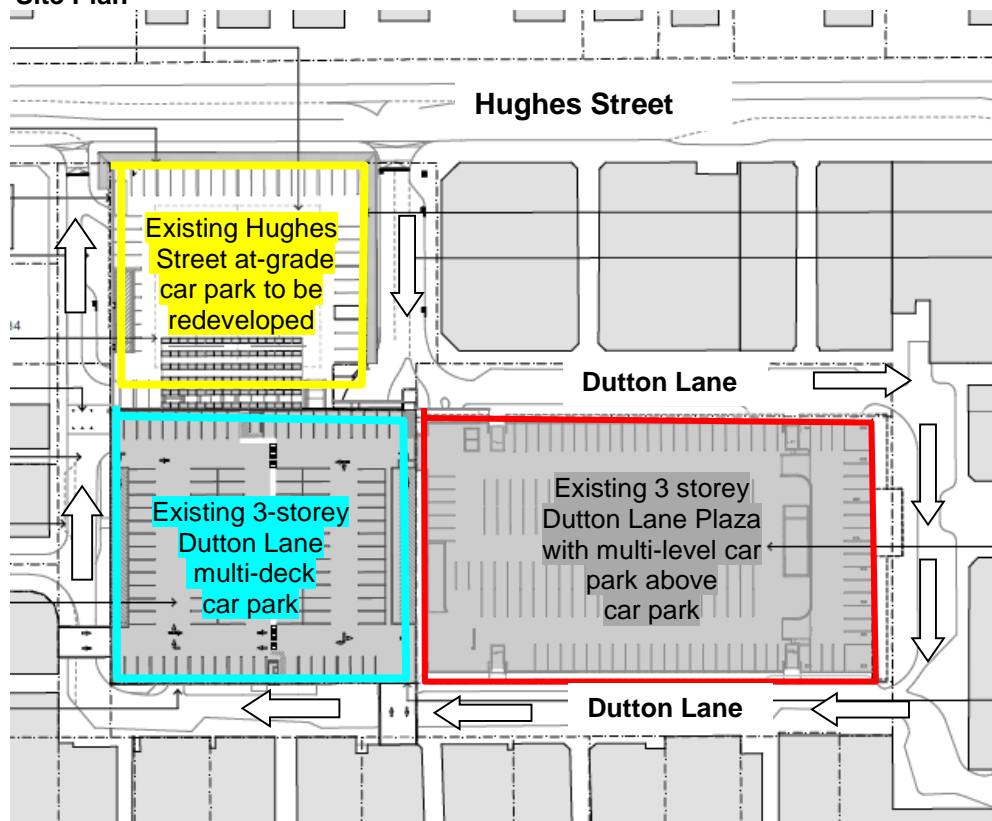 Site Plan
Hughes Street
Existing Hughes
Street at-grade
car park to be
redeveloped
34
Dutton Lane
Existing 3-storey
Dutton Lane
multi-deck
car park
Existing 3 storey
Dutton Lane Plaza
with multi-level car
park above
car park
Dutton Lane